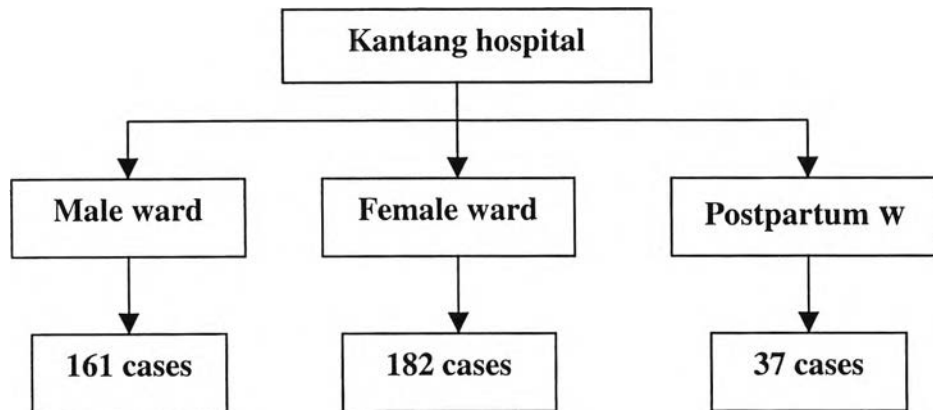 Kantang hospital
Male ward
Female ward
Postpartum w
161 cases
182 cases
37 cases